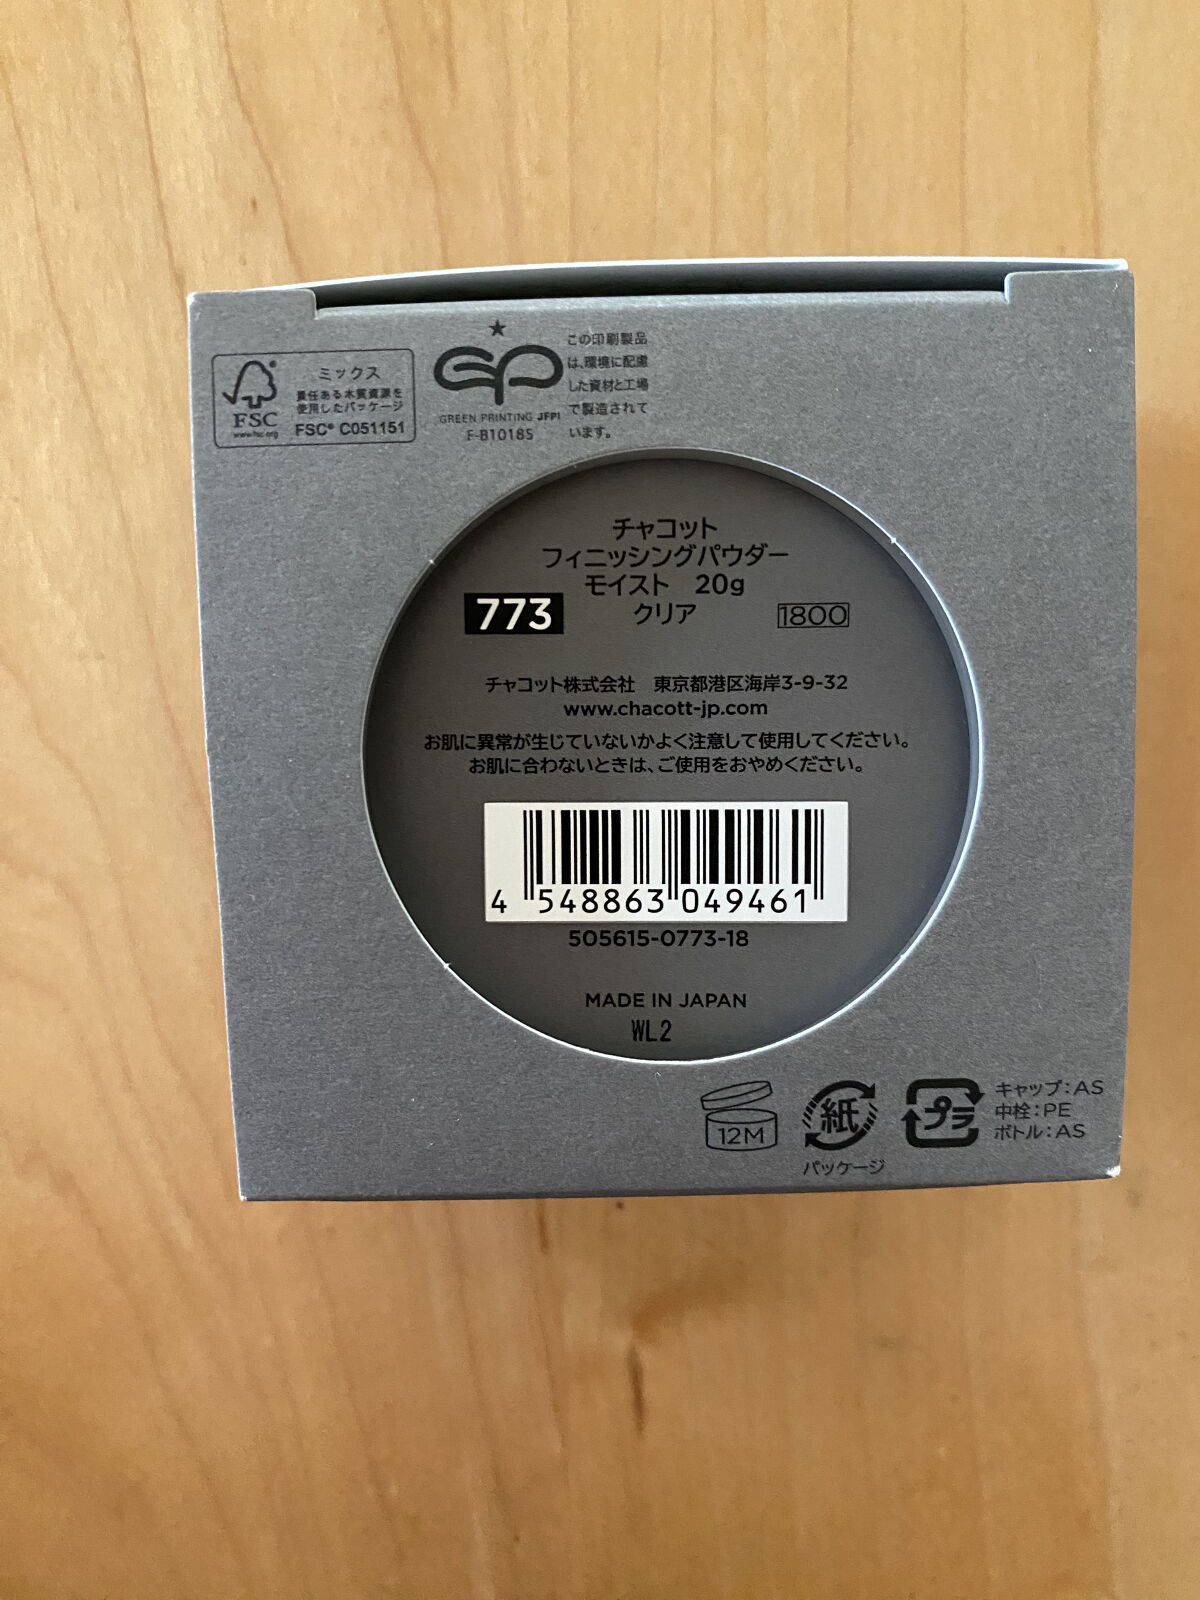 FSC
www.fsc.org
ミックス
責任ある木質資源を
使用したパッケージ
FSC® C051151
GREEN PRINTING JFPI
E-B10185
この印刷製品
は、環境に配慮
した資材と工場
で製造されて
います。
チャコット
フィニッシングパウダー
モイスト 20g
773 クリア 1800
チャコット株式会社 東京都港区海岸3-9-32
www.chacott-jp.com
お肌に異常が生じていないかよく注意して使用してください。
お肌に合わないときは、ご使用をおやめください。
4 548863 049461
505615-0773-18
MADE IN JAPAN
WL2
12M
紙
パッケージ
プラ
キャップ:AS
中栓:PE
ボトル:AS